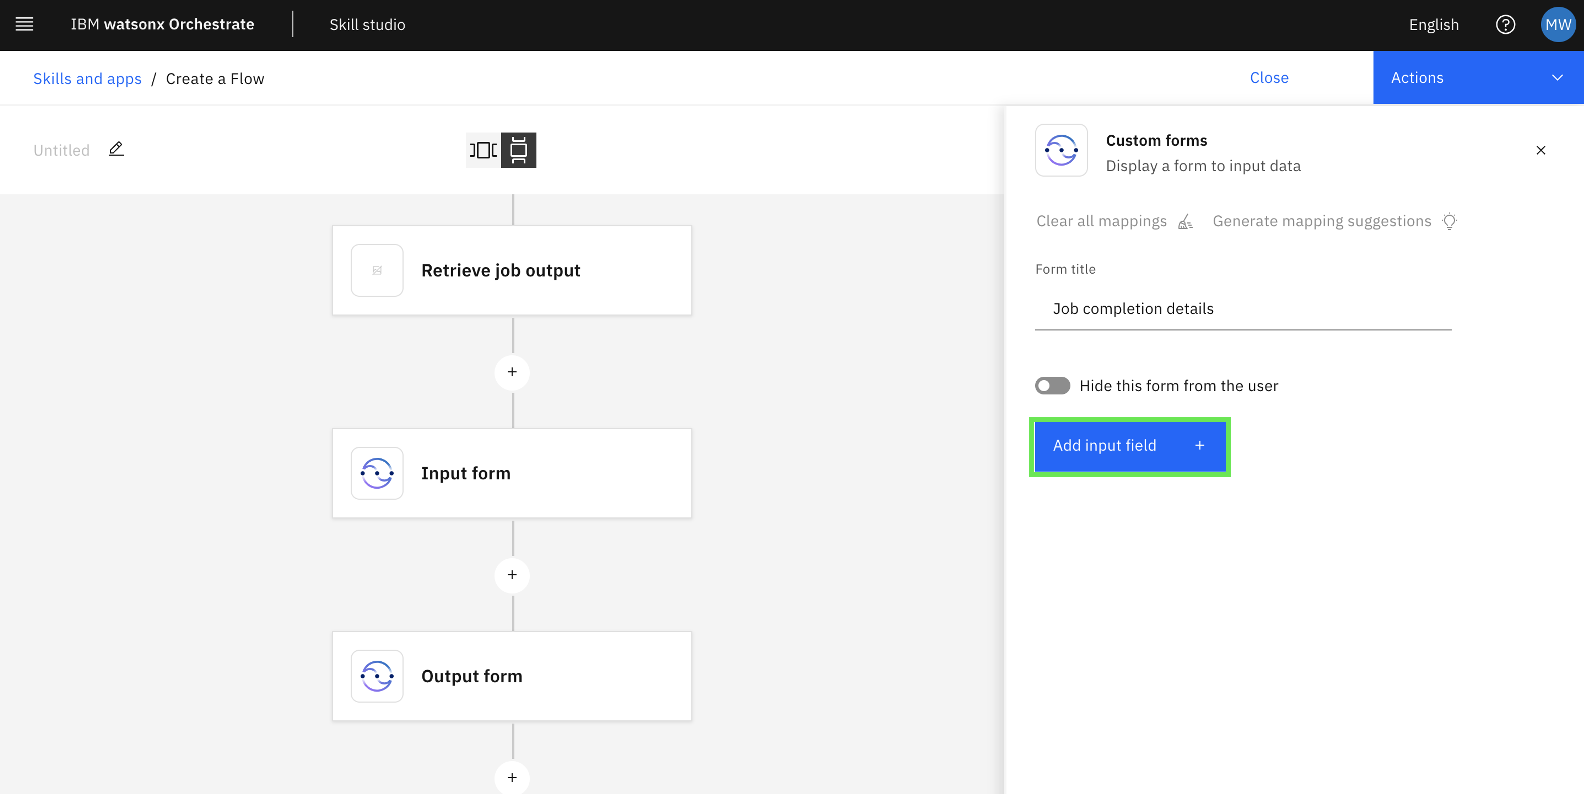 IBM watsonx Orchestrate
Skill studio
English
MW
Skills and apps / Create a Flow
Close
Actions
Untitled
Retrieve job output
Input form
Output form
Custom forms
Display a form to input data
Clear all mappings
Generate mapping suggestions
Form title
Job completion details
Hide this form from the user
Add input field +